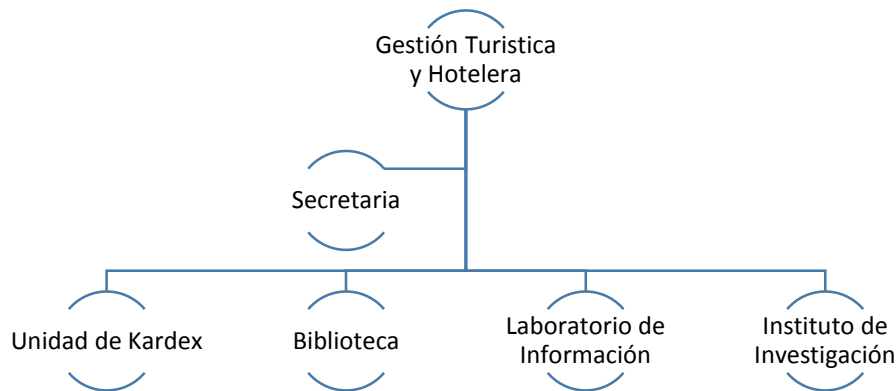 Gestión Turistica
y Hotelera
Secretaria
Unidad de Kardex
Biblioteca
Laboratorio de
Información
Instituto de
Investigación